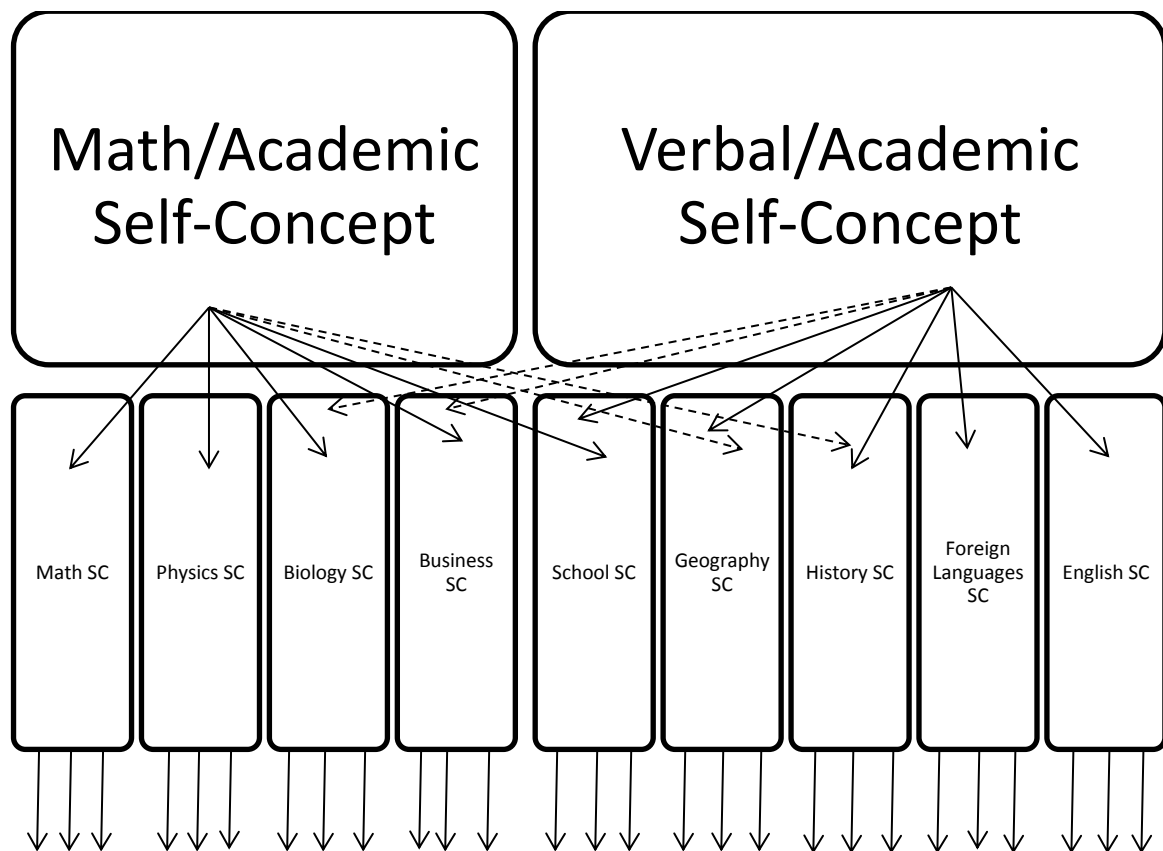 Math/Academic
Self-Concept
Verbal/Academic
Self-Concept
Math SC
Physics SC
Biology SC
Business
SC
School SC
Geography
SC
History SC
Foreign
Languages
SC
English SC